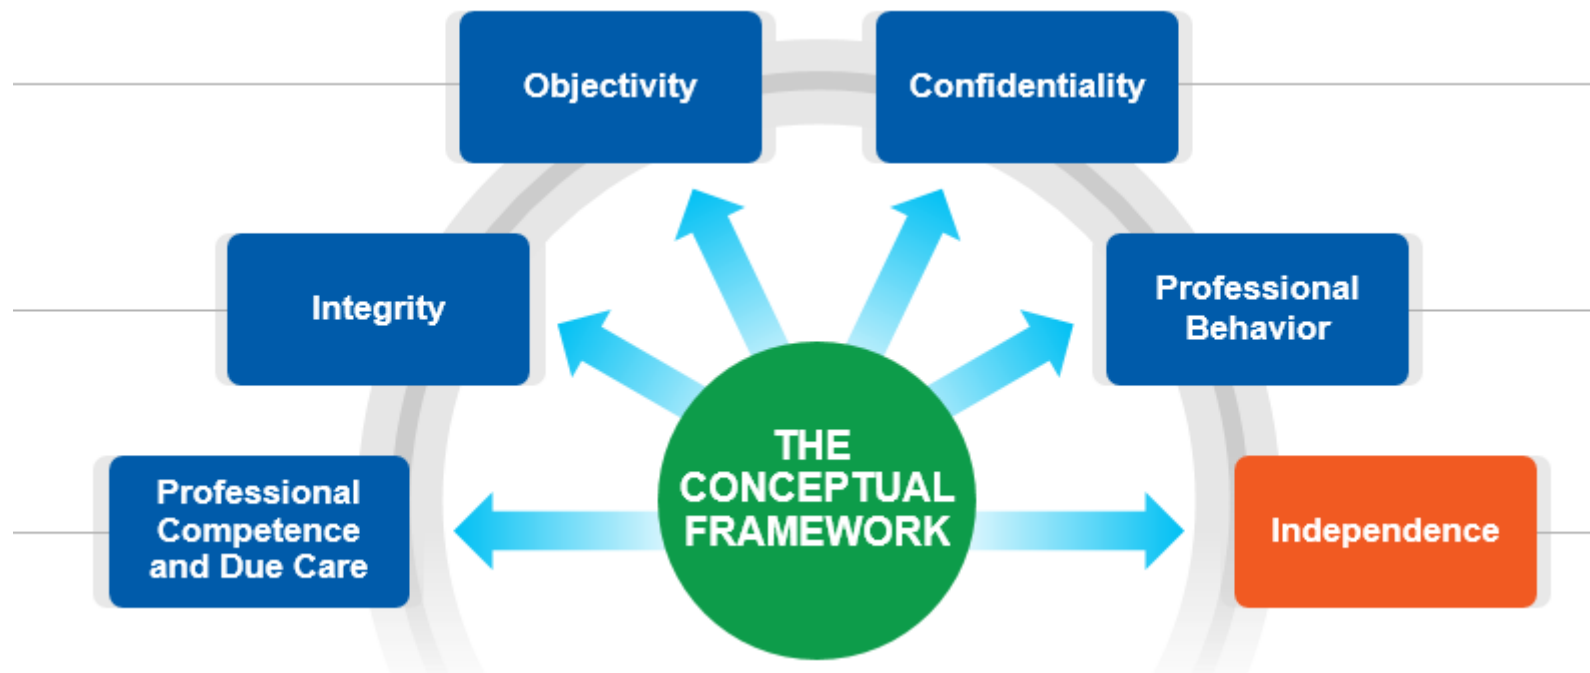 Objectivity
Confidentiality
Integrity
Professional
Behavior
THE
CONCEPTUAL
FRAMEWORK
Professional
Competence
and Due Care
Independence